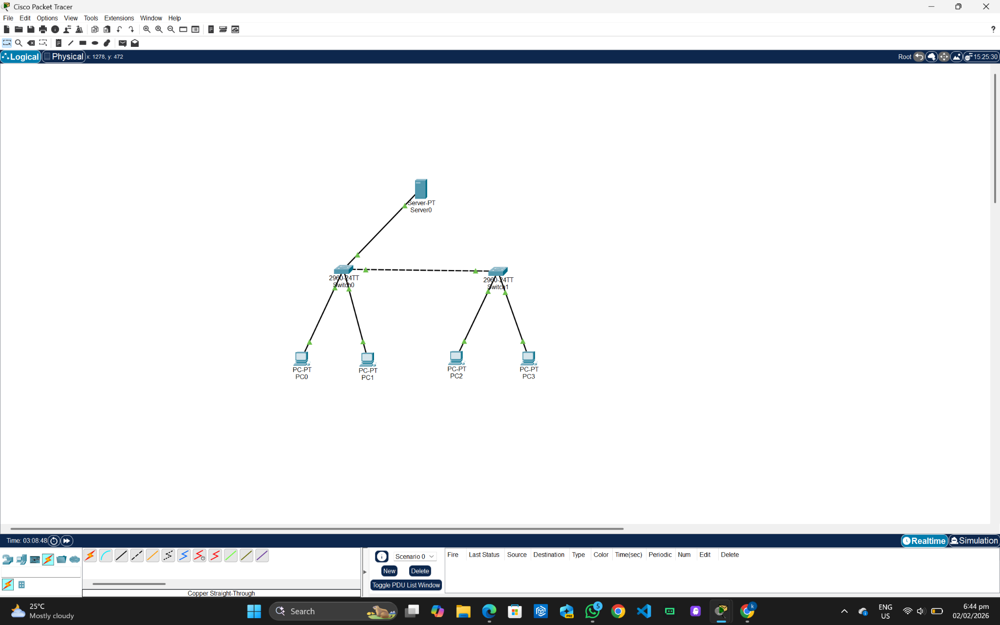 Cisco Packet Tracer
File Edit Options View Tools Extensions Window Help
?
Logical Physical x: 1278, y: 472 Root 15:25:30
Server-PT
Server0
2960-24TT
Switch0
2960-24TT
Switch1
PC-PT
PC0
PC-PT
PC1
PC-PT
PC2
PC-PT
PC3
Time: 03:08:48 Realtime Simulation
Scenario 0
New Delete
Toggle PDU List Window
Fire Last Status Source Destination Type Color Time(sec) Periodic Num Edit Delete
Copper Straight-Through
25°C
Mostly cloudy
Search
PRE
5
k
ENG
US
6:44 pm
02/02/2026